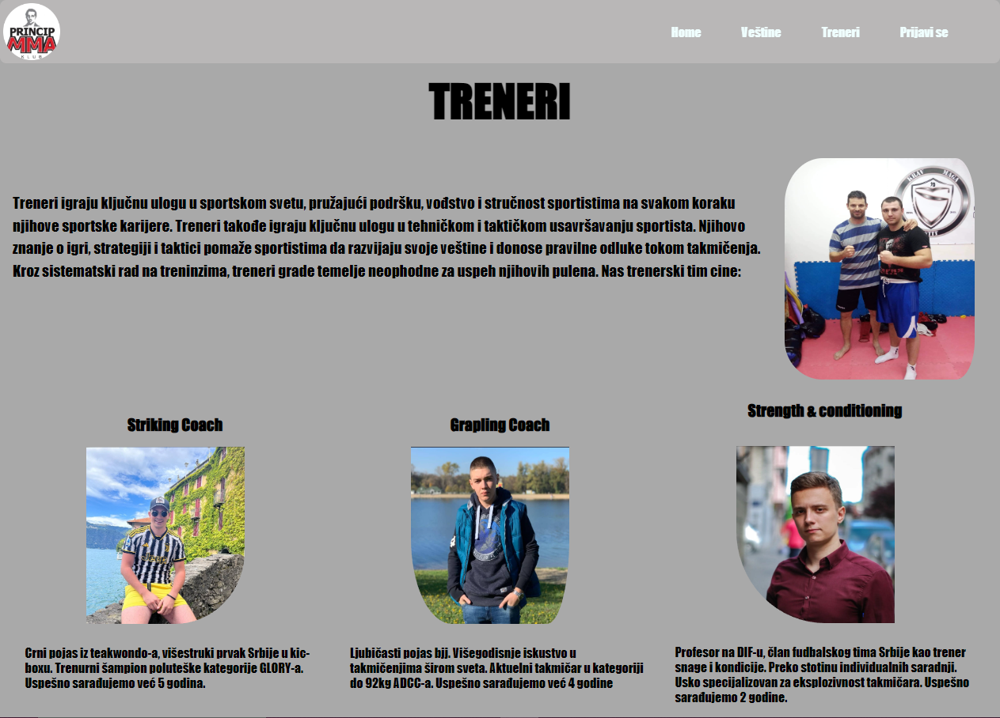 PRINCIP
MMA
KLUB
Home
Veštine
Treneri
Prijavi se
TRENERI
Treneri igraju ključnu ulogu u sportskom svetu, pružajući podršku, vođstvo i stručnost sportistima na svakom koraku
njihove sportske karijere. Treneri takođe igraju ključnu ulogu u tehničkom i taktičkom usavršavanju sportista. Njihovo
znanje o igri, strategiji i taktici pomaže sportistima da razvijaju svoje veštine i donose pravilne odluke tokom takmičenja.
Kroz sistematski rad na treninzima, treneri grade temelje neophodne za uspeh njihovih pulena. Nas trenerski tim cine:
KRAV MAGA
Striking Coach
Grapling Coach
Strength & conditioning
Crni pojas iz teakwondo-a, višestruki prvak Srbije u kic-
boxu. Trenurni šampion poluteške kategorije GLORY-a.
Uspešno sarađujemo već 5 godina.
Ljubičasti pojas bjj. Višegodisnje iskustvo u
takmičenjima širom sveta. Aktuelni takmičar u kategoriji
do 92kg ADCC-a. Uspešno sarađujemo već 4 godine
Profesor na DIF-u, član fudbalskog tima Srbije kao trener
snage i kondicije. Preko stotinu individualnih saradnji.
Usko specijalizovan za eksplozivnost takmičara. Uspešno
sarađujemo 2 godine.